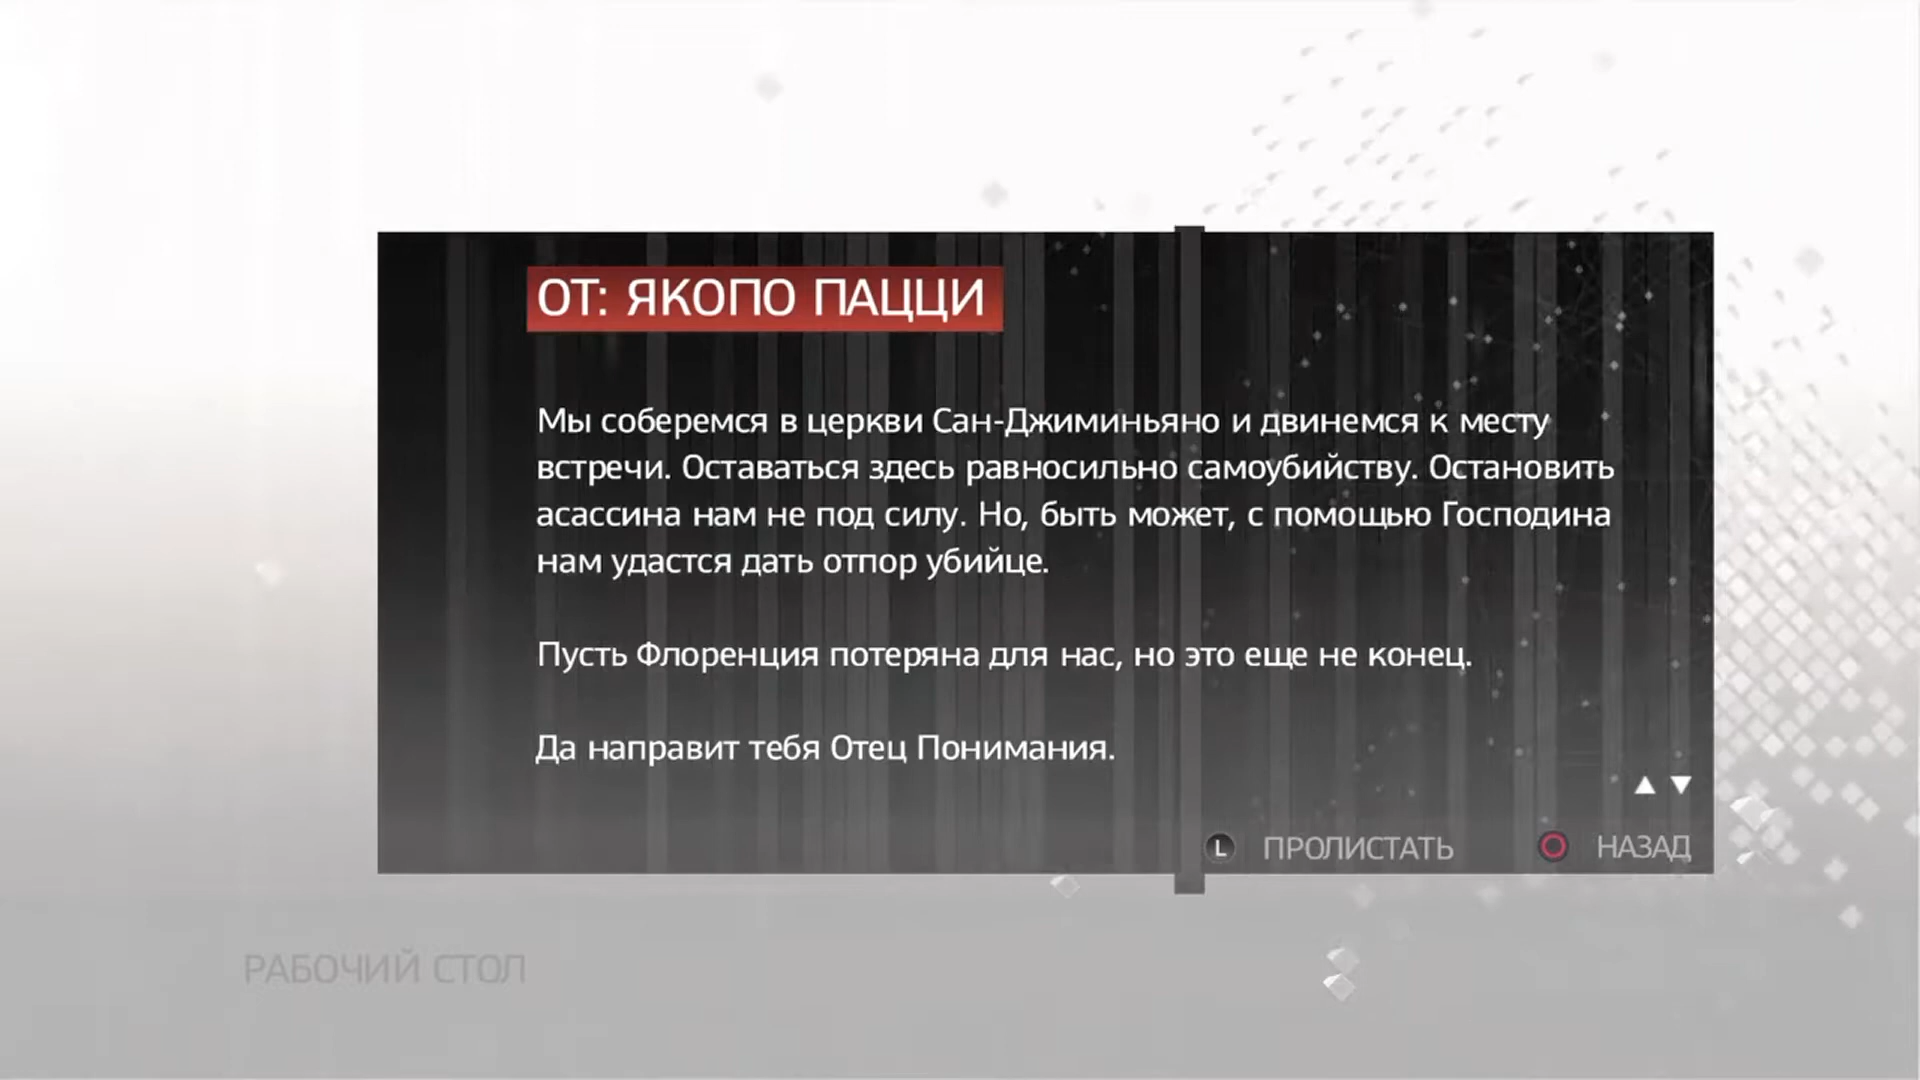 ОТ: ЯКОПО ПАЦЦИ
Мы соберемся в церкви Сан-Джиминьяно и двинемся к месту
встречи. Оставаться здесь равносильно самоубийству. Остановить
асассина нам не под силу. Но, быть может, с помощью Господина
нам удастся дать отпор убийце.
Пусть Флоренция потеряна для нас, но это еще не конец.
Да направит тебя Отец Понимания.
L ПРОЛИСТАТЬ НАЗАД
РАБОЧИЙ СТОЛ